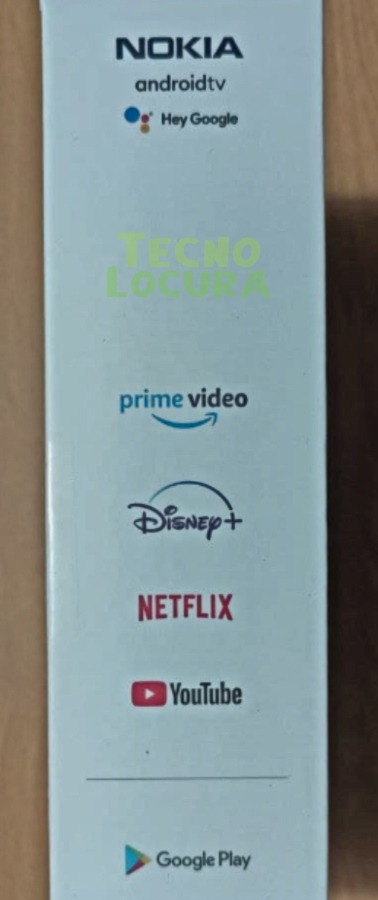 NOKIA
androidtv
Hey Google
TECNO
LOCURA
prime video
Disney+
NETFLIX
YouTube
Google Play